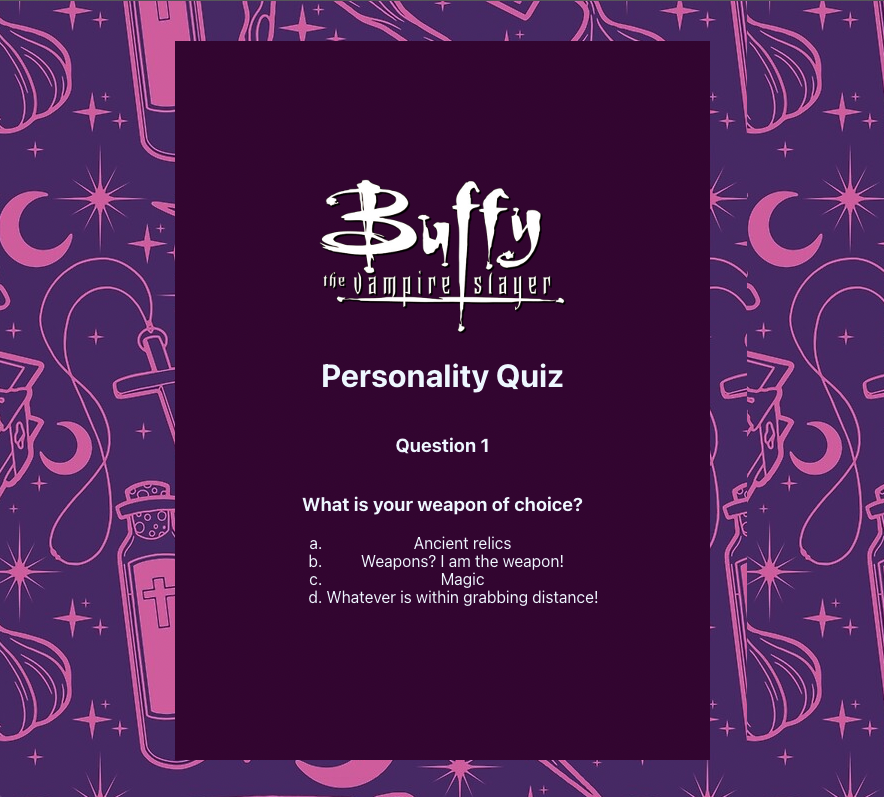 Buffy
the vampire slayer
Personality Quiz
Question 1
What is your weapon of choice?
a. Ancient relics
b. Weapons? I am the weapon!
c. Magic
d. Whatever is within grabbing distance!